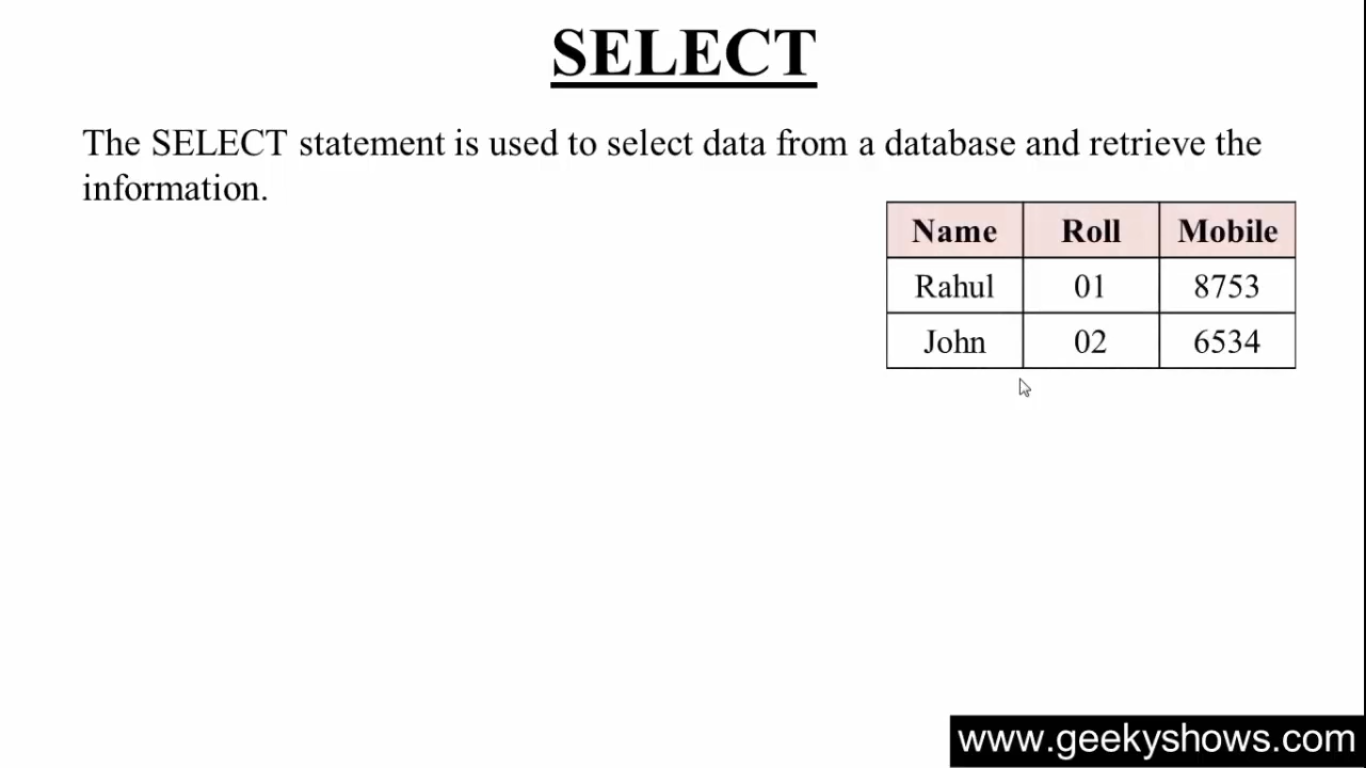 SELECT
The SELECT statement is used to select data from a database and retrieve the
information.
Name Roll Mobile
Rahul 01 8753
John 02 6534
www.geekyshows.com